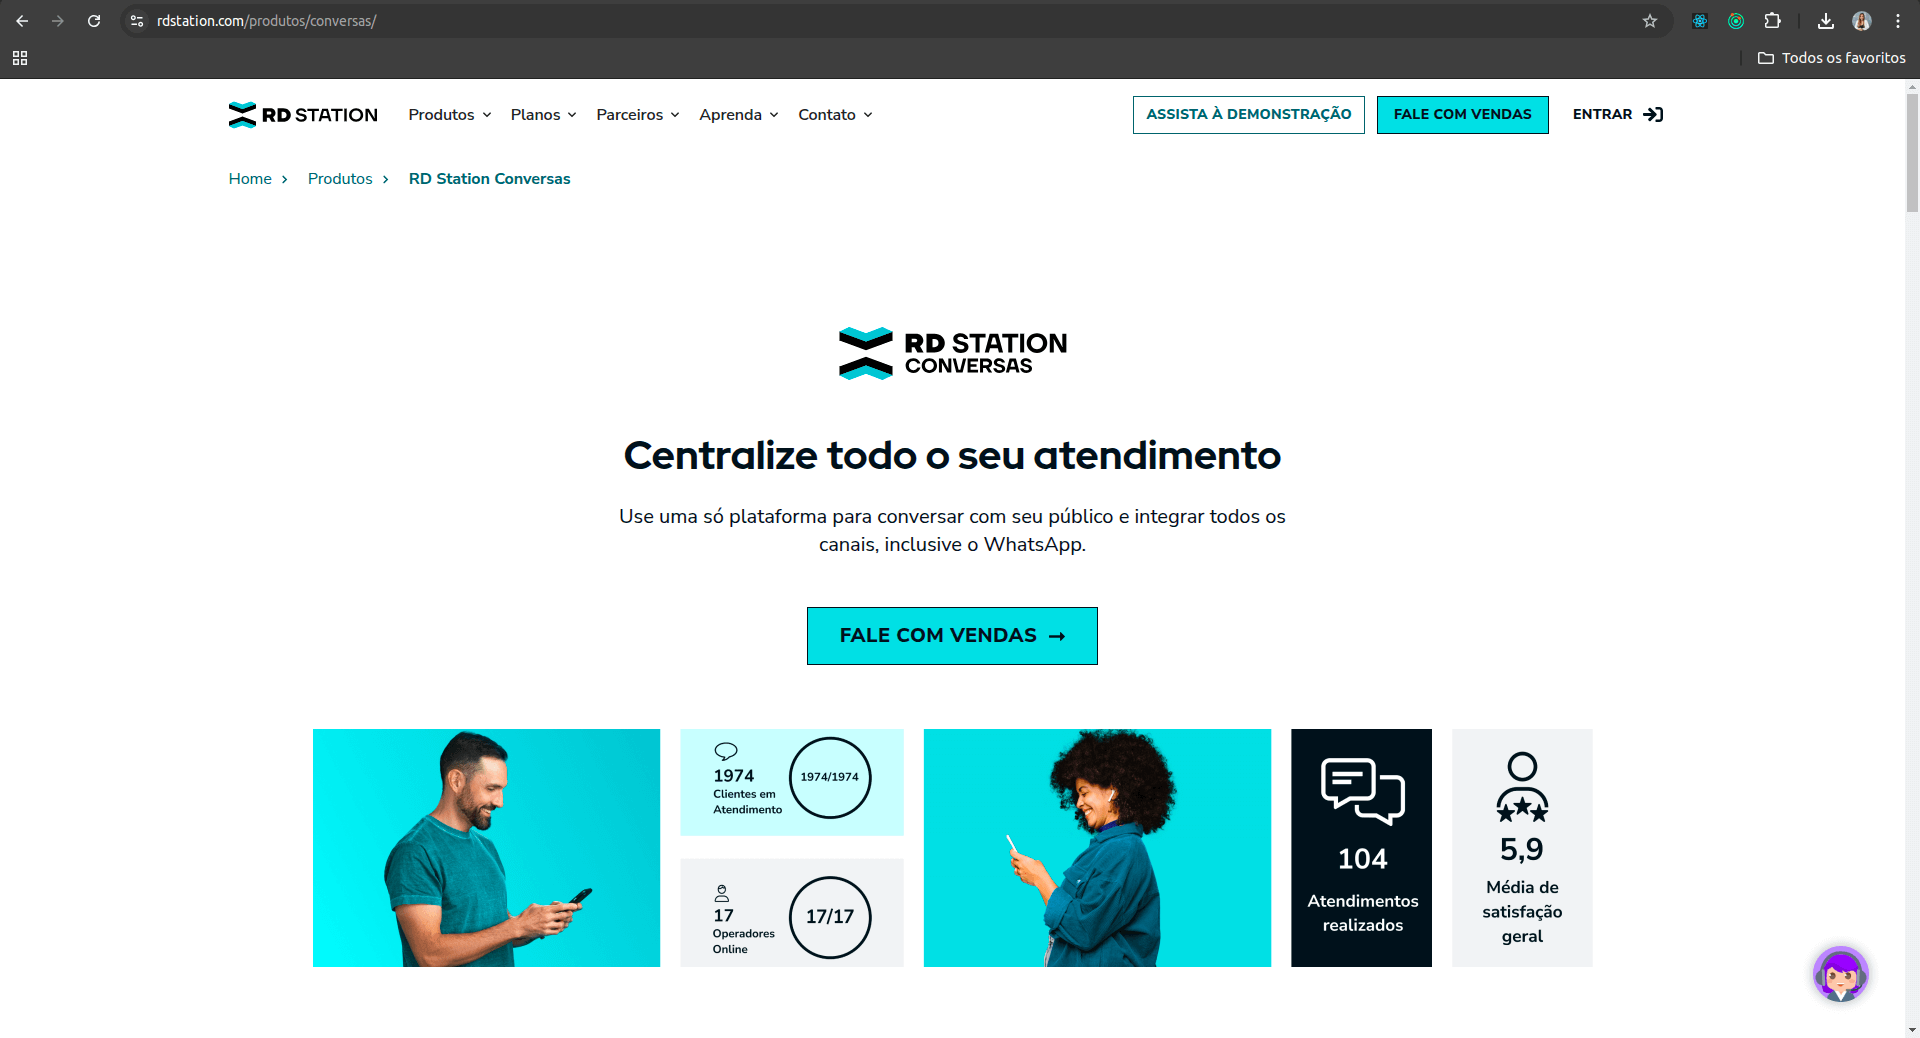 rdstation.com/produtos/conversas/
Todos os favoritos
RD STATION
Produtos
Planos
Parceiros
Aprenda
Contato
ASSISTA À DEMONSTRAÇÃO
FALE COM VENDAS
ENTRAR
Home
Produtos
RD Station Conversas
RD STATION
CONVERSAS
Centralize todo o seu atendimento
Use uma só plataforma para conversar com seu público e integrar todos os
canais, inclusive o WhatsApp.
FALE COM VENDAS →
1974
Clientes em
Atendimento
1974/1974
17
Operadores
Online
17/17
104
Atendimentos
realizados
5,9
Média de
satisfação
geral